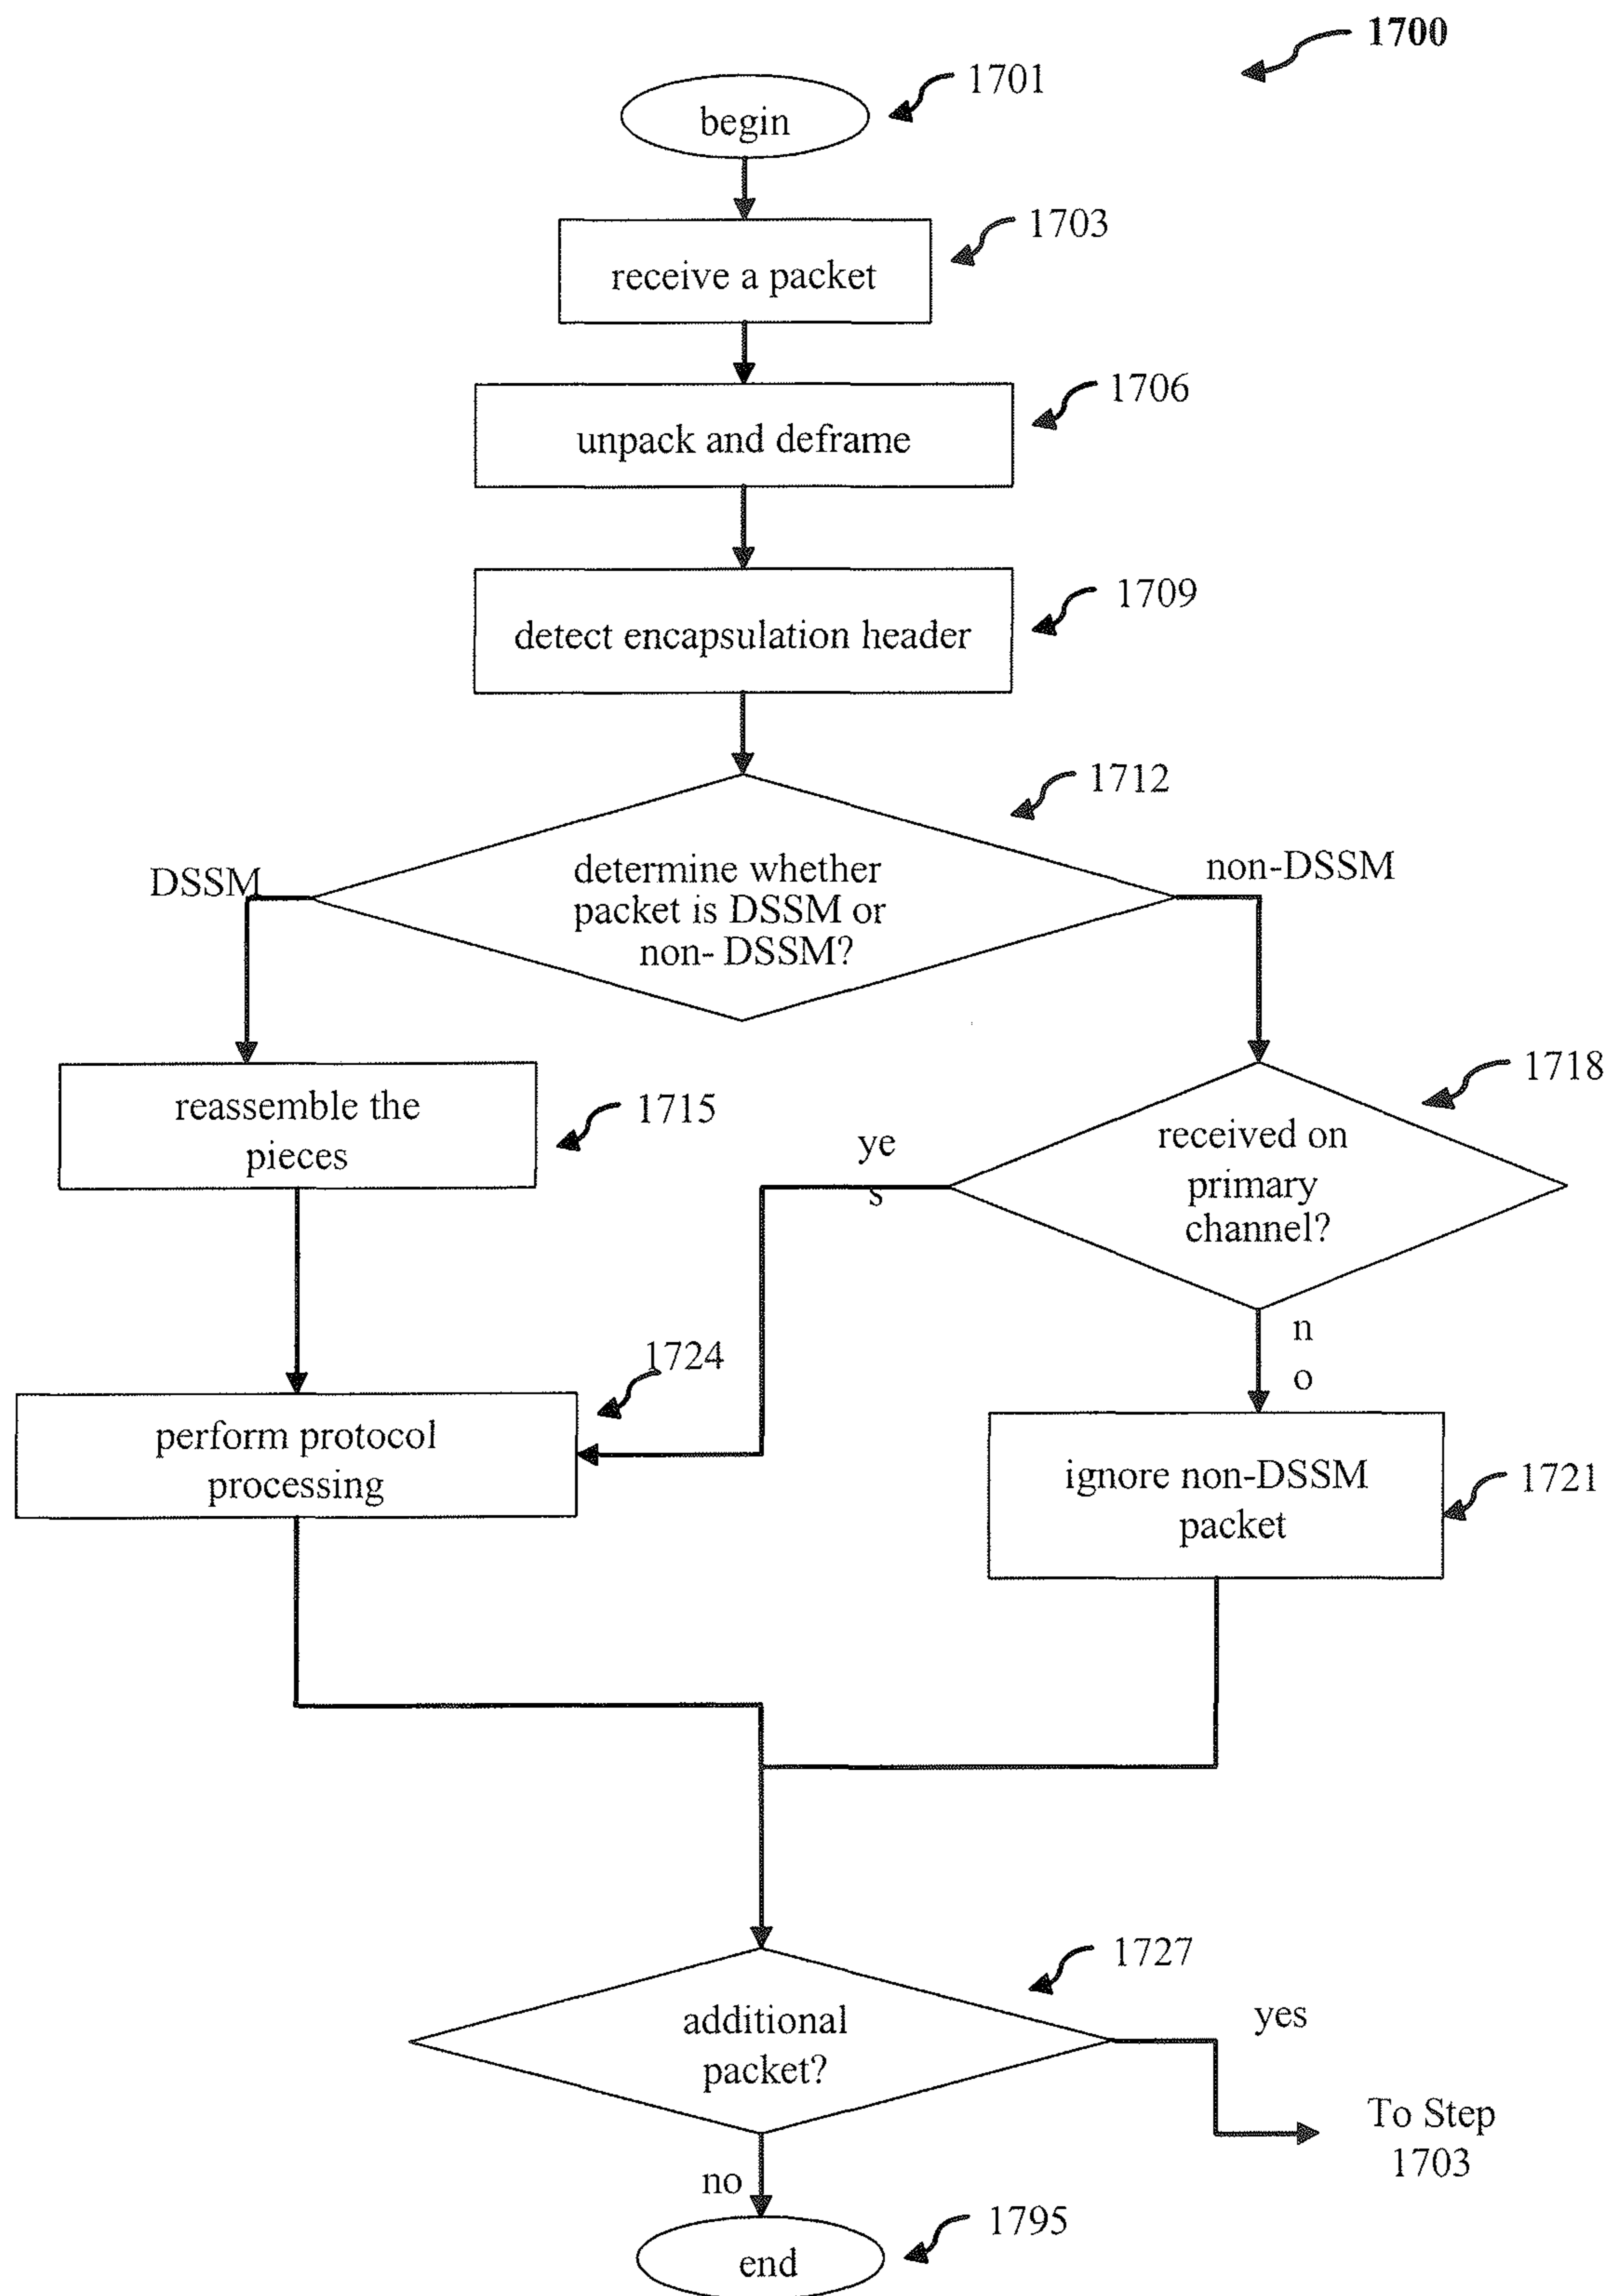 1700
1701
begin
1703
receive a packet
1706
unpack and deframe
1709
detect encapsulation header
1712
DSSM
determine whether
packet is DSSM or
non- DSSM?
non-DSSM
1718
reassemble the
pieces
1715
ye
s
received on
primary
channel?
n
o
1724
perform protocol
processing
ignore non-DSSM
packet
1721
1727
additional
packet?
yes
To Step
1703
no
1795
end